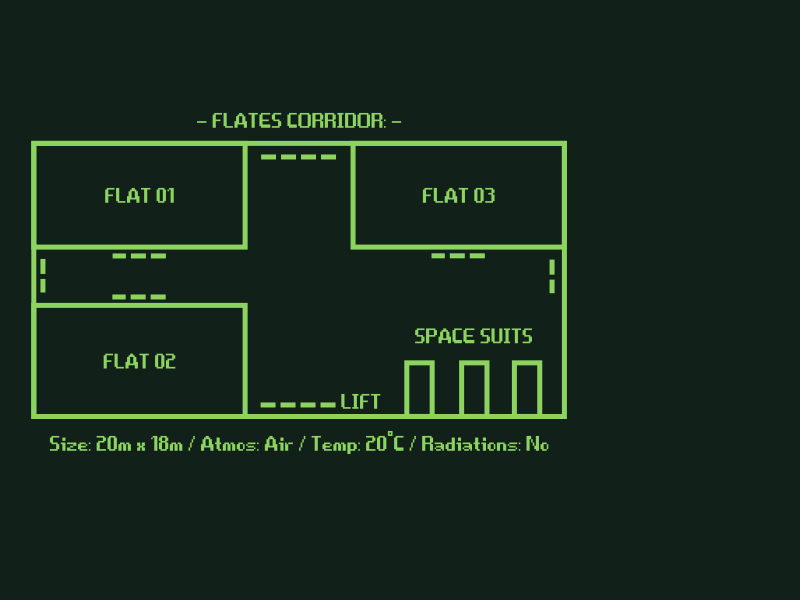 - FLATES CORRIDOR: -
FLAT 01
FLAT 03
SPACE SUITS
FLAT 02
LIFT
Size: 20m x 18m / Atmos: Air / Temp: 20°C / Radiations: No